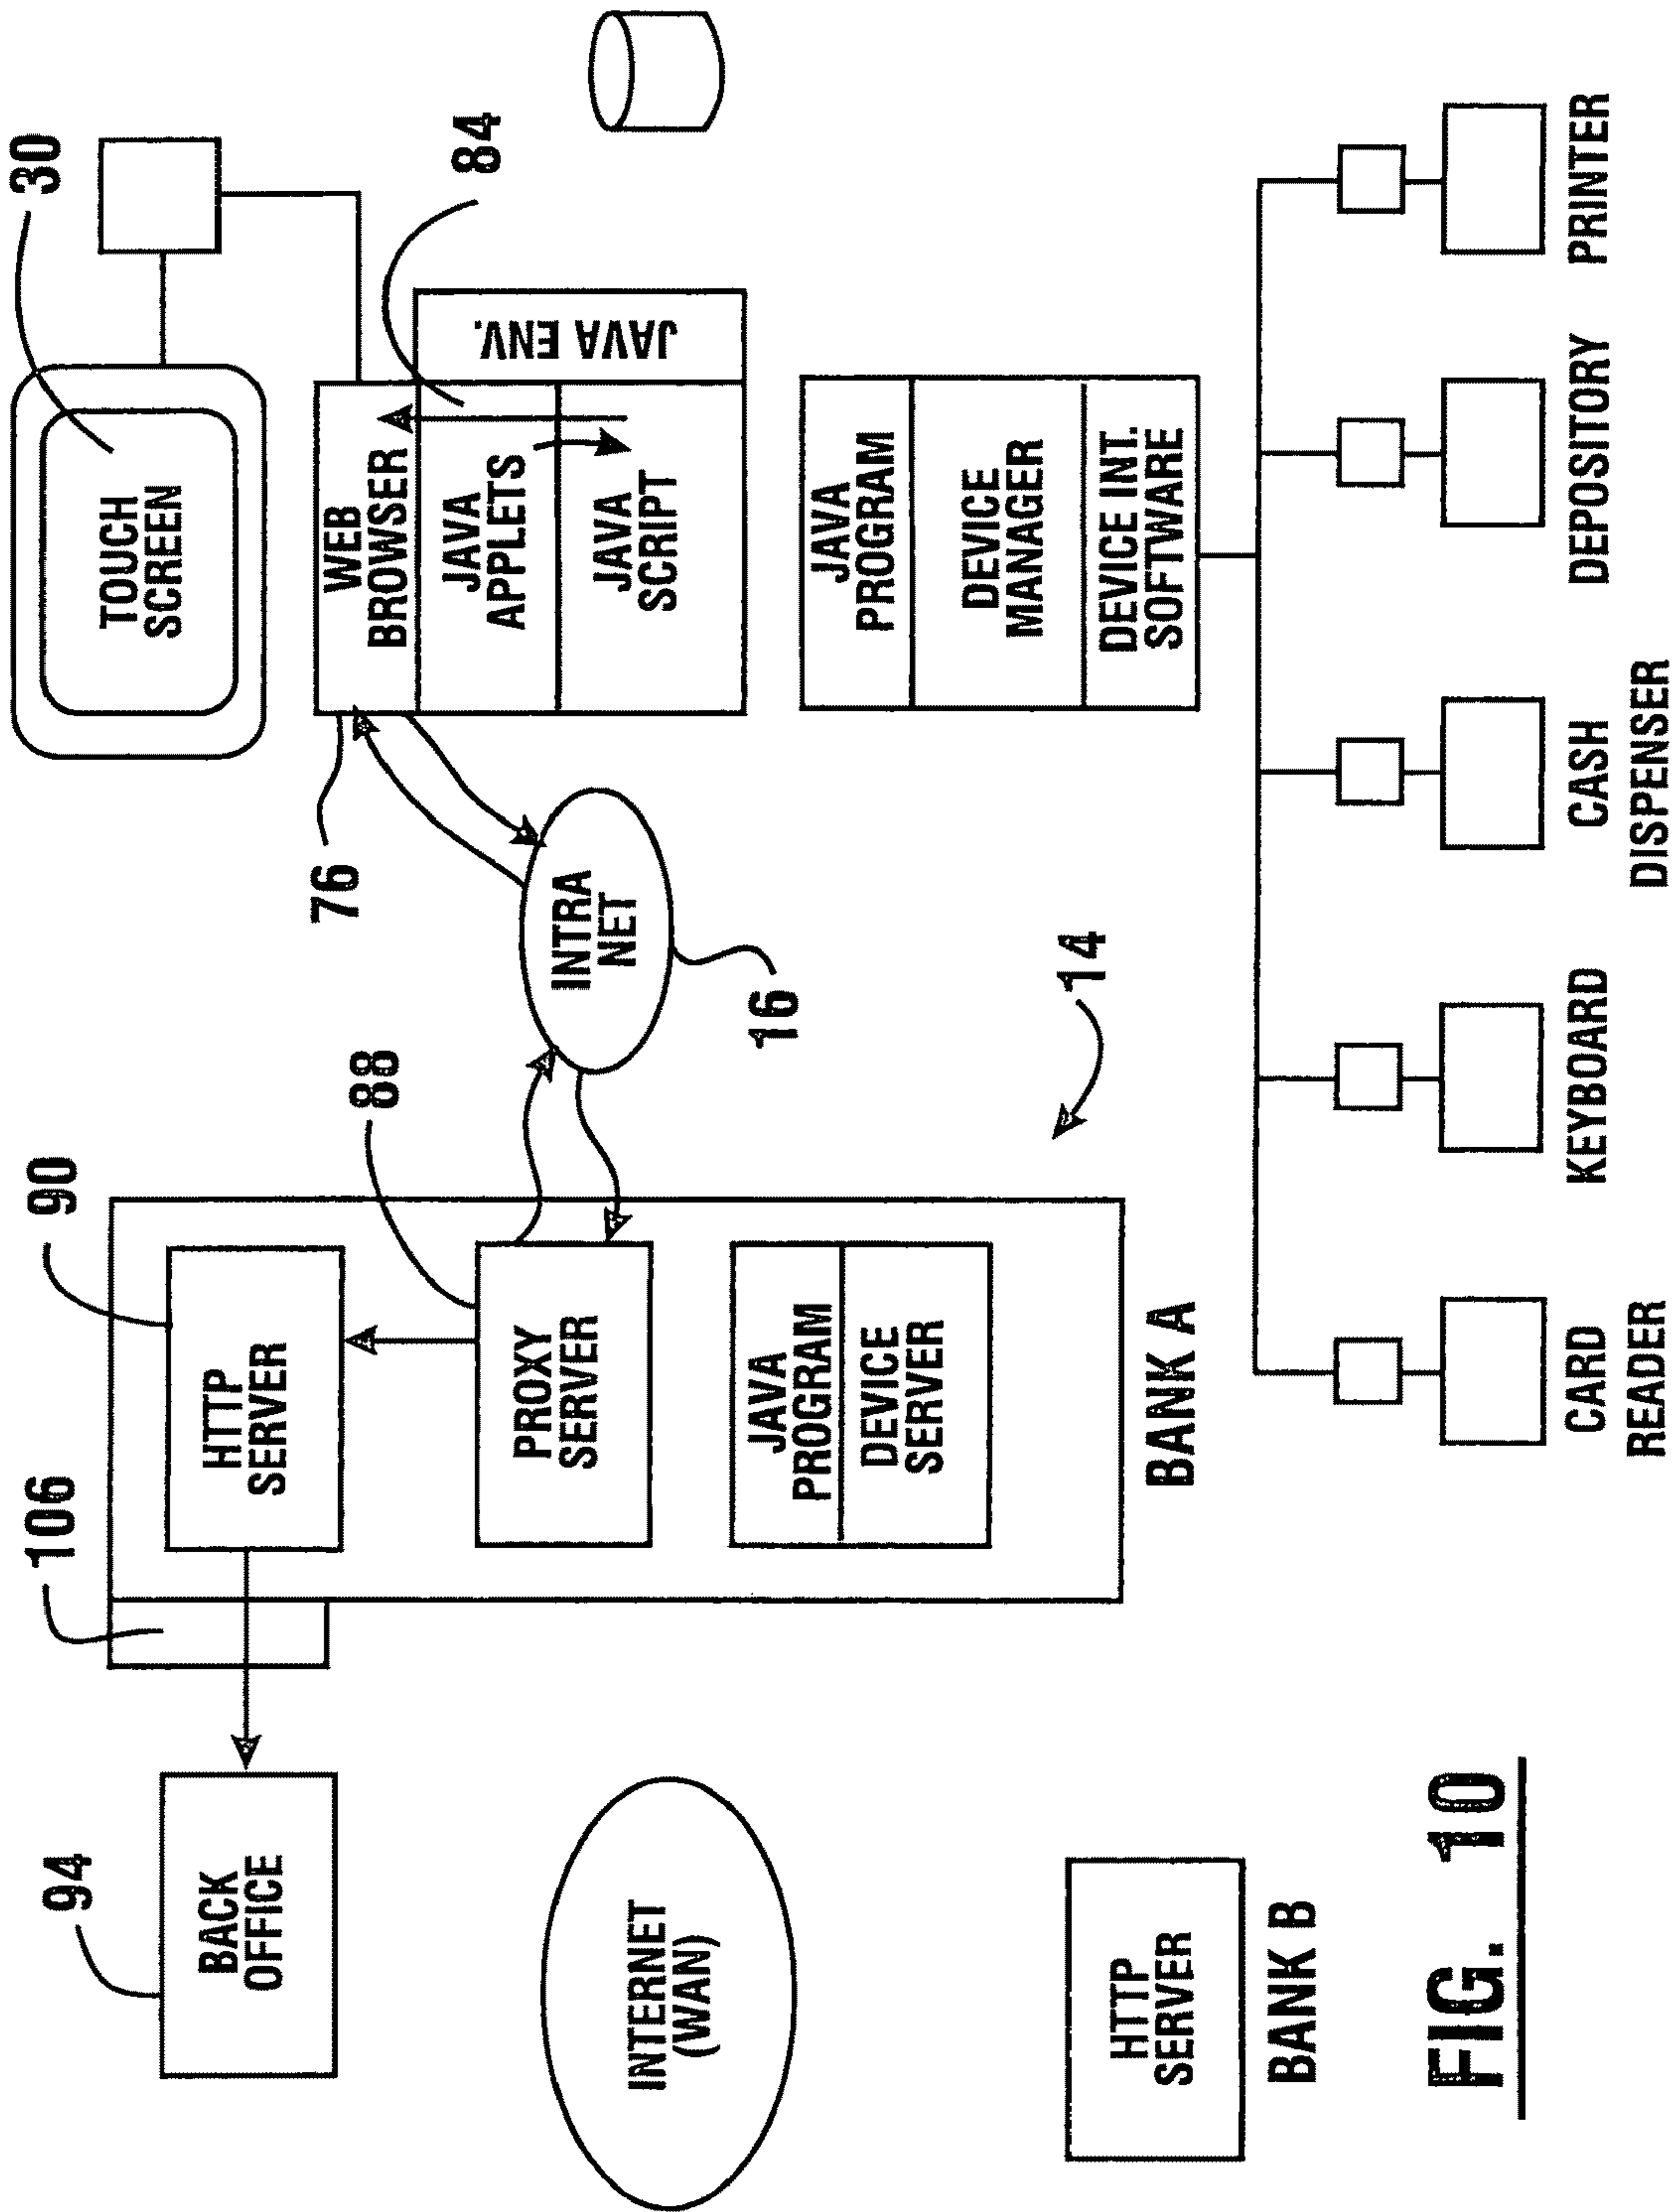 94
BACK
OFFICE
106
90
HTTP
SERVER
88
PROXY
SERVER
JAVA
PROGRAM
DEVICE
SERVER
BANK A
INTERNET
(WAN)
HTTP
SERVER
BANK B
INTRA
NET
16
14
30
TOUCH
SCREEN
76
WEB
BROWSER
JAVA
APPLETS
JAVA
SCRIPT
JAVA ENV.
84
JAVA
PROGRAM
DEVICE
MANAGER
DEVICE INT.
SOFTWARE
CARD
READER
KEYBOARD
CASH
DISPENSER
DEPOSITORY
PRINTER
FIG. 10